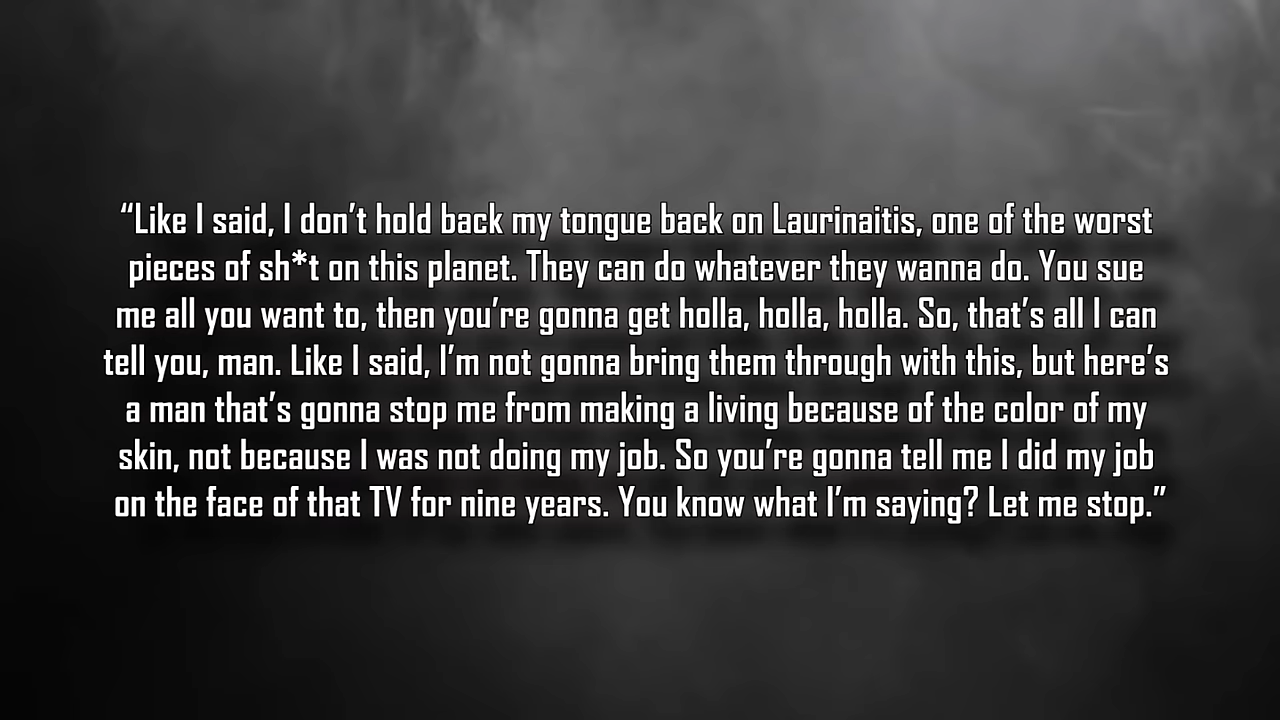 “Like I said, I don’t hold back my tongue back on Laurinaitis, one of the worst
pieces of sh*t on this planet. They can do whatever they wanna do. You sue
me all you want to, then you’re gonna get holla, holla, holla. So, that’s all I can
tell you, man. Like I said, I’m not gonna bring them through with this, but here’s
a man that’s gonna stop me from making a living because of the color of my
skin, not because I was not doing my job. So you’re gonna tell me I did my job
on the face of that TV for nine years. You know what I’m saying? Let me stop.”